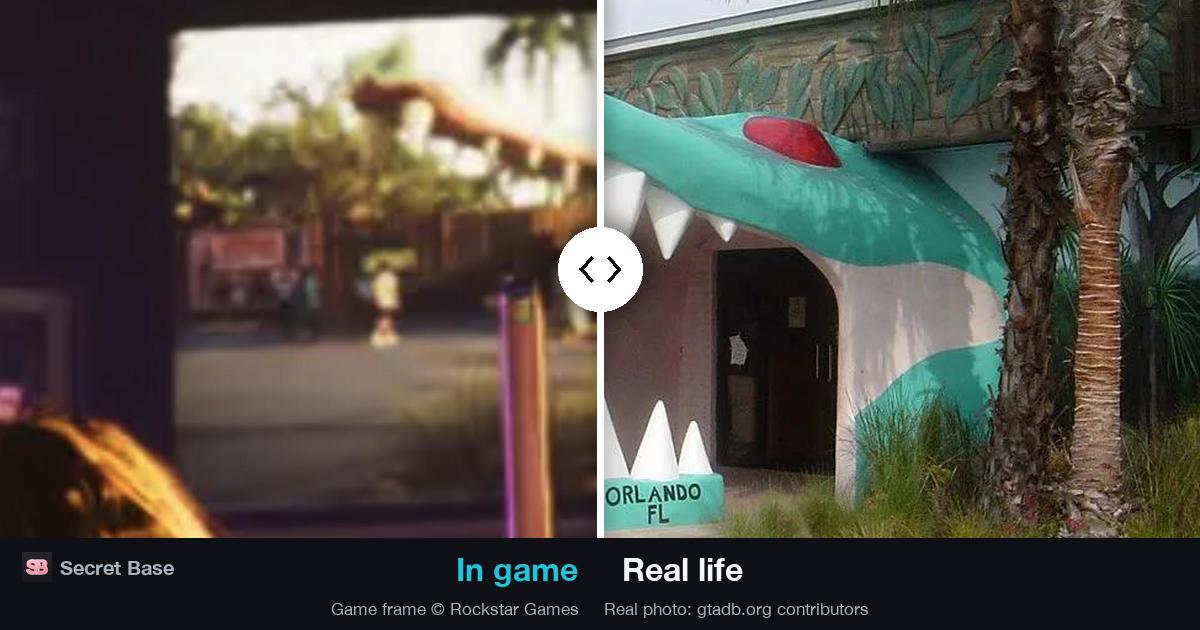 ORLANDO
FL
SB Secret Base
In game
Real life
Game frame © Rockstar Games
Real photo: gtadb.org contributors